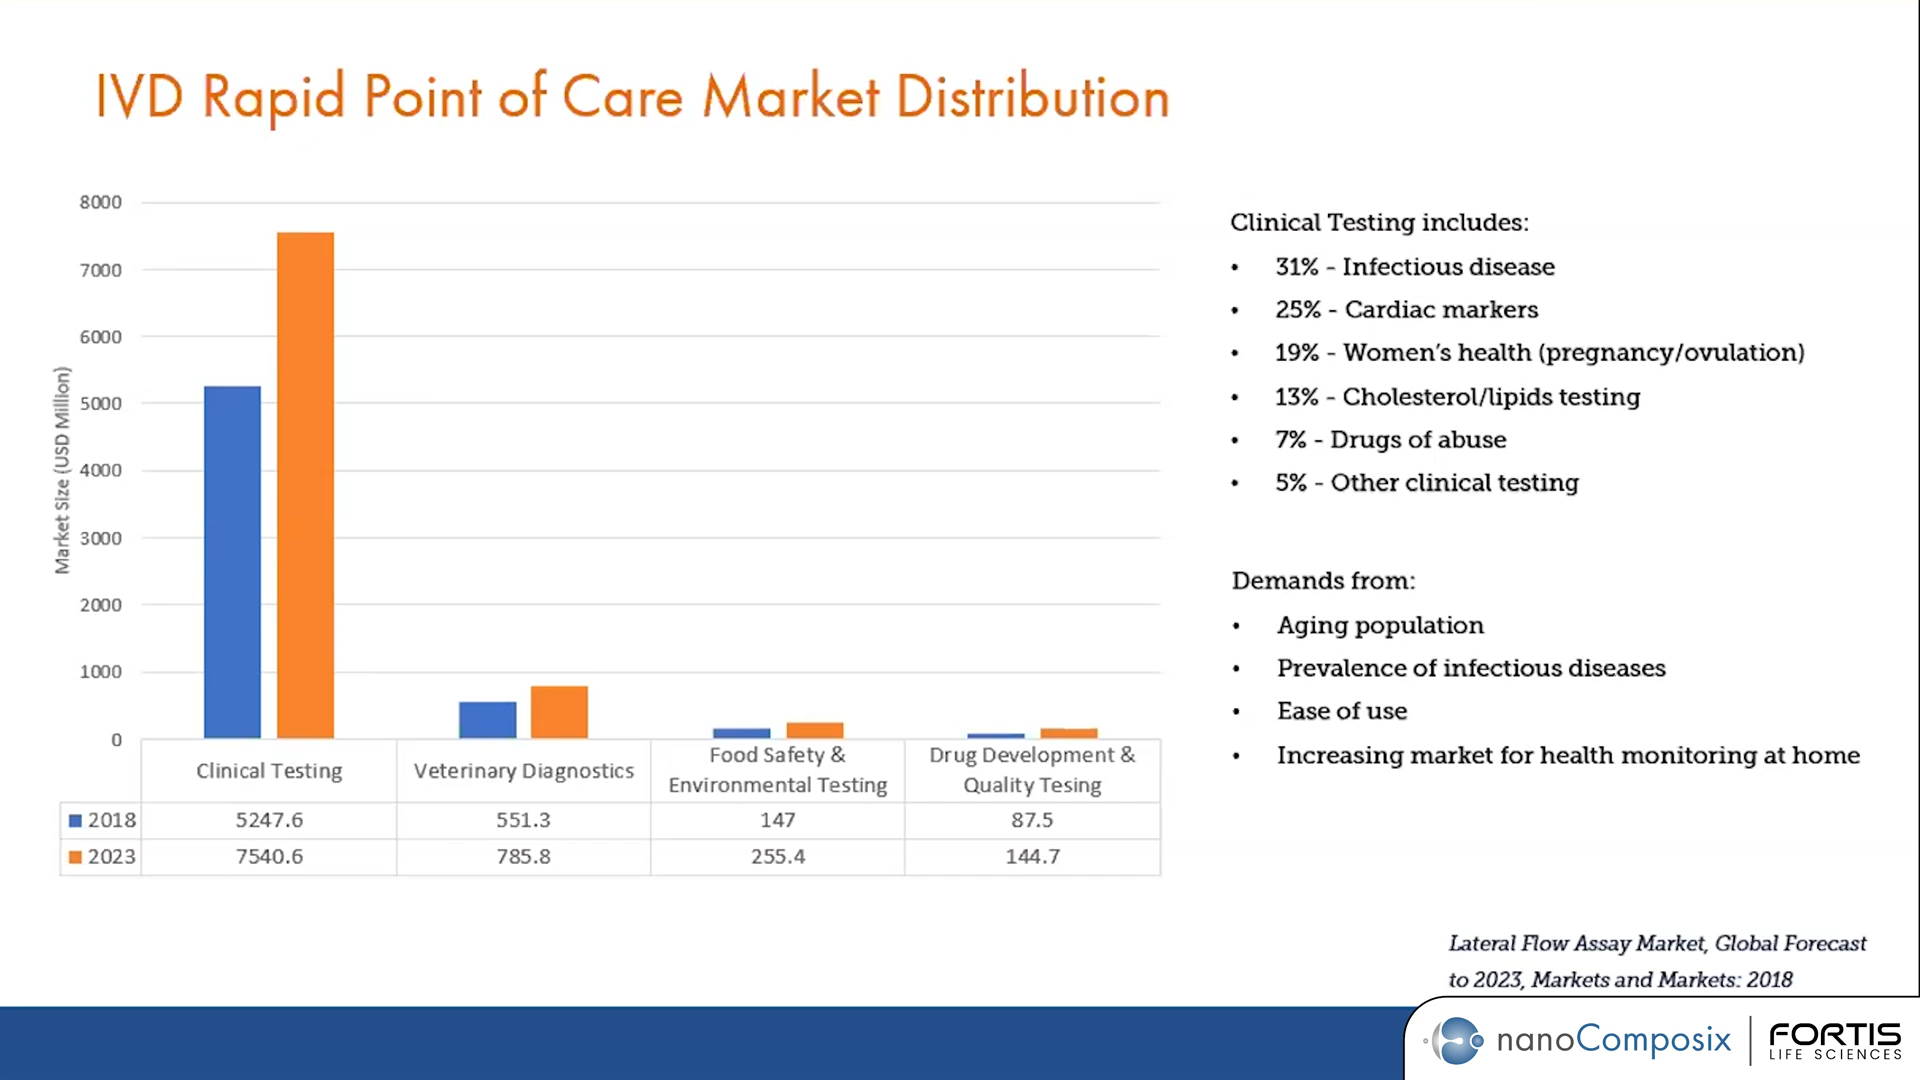 IVD Rapid Point of Care Market Distribution
8000
7000
6000
5000
4000
3000
2000
1000
0
Market Size (USD Million)
Clinical Testing
Veterinary Diagnostics
Food Safety &
Environmental Testing
Drug Development &
Quality Tesing
2018 5247.6 551.3 147 87.5
2023 7540.6 785.8 255.4 144.7
Clinical Testing includes:
• 31% - Infectious disease
• 25% - Cardiac markers
• 19% - Women’s health (pregnancy/ovulation)
• 13% - Cholesterol/lipids testing
• 7% - Drugs of abuse
• 5% - Other clinical testing
Demands from:
• Aging population
• Prevalence of infectious diseases
• Ease of use
• Increasing market for health monitoring at home
Lateral Flow Assay Market, Global Forecast
to 2023, Markets and Markets: 2018
nanoComposix
FORTIS
LIFE SCIENCES